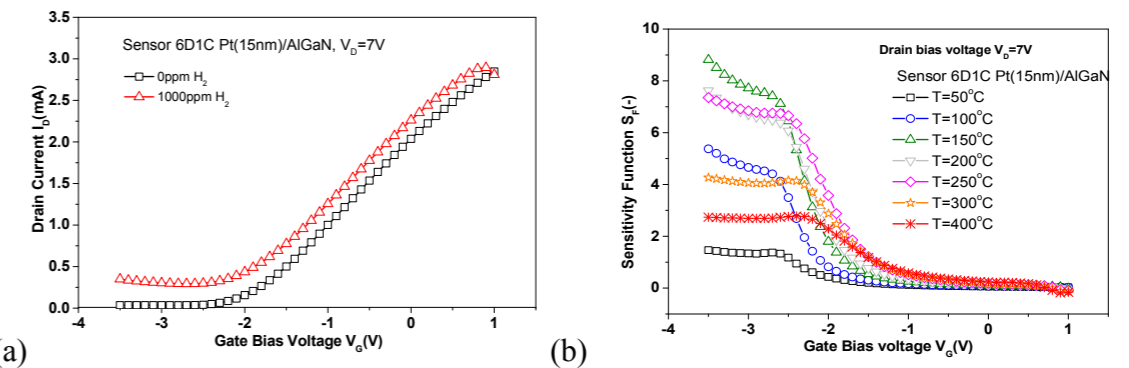 3.5
3.0
2.5
2.0
1.5
1.0
0.5
0.0
-4
-3
-2
-1
0
1
Drain Current I_D(mA)
Gate Bias Voltage V_G(V)
Sensor 6D1C Pt(15nm)/AlGaN, V_D=7V
0ppm H_2
1000ppm H_2
(a)
10
8
6
4
2
0
-4
-3
-2
-1
0
1
Sensitivity Function S_F(-)
Gate Bias voltage V_G(V)
Drain bias voltage V_D=7V
Sensor 6D1C Pt(15nm)/AlGaN
T=50°C
T=100°C
T=150°C
T=200°C
T=250°C
T=300°C
T=400°C
(b)